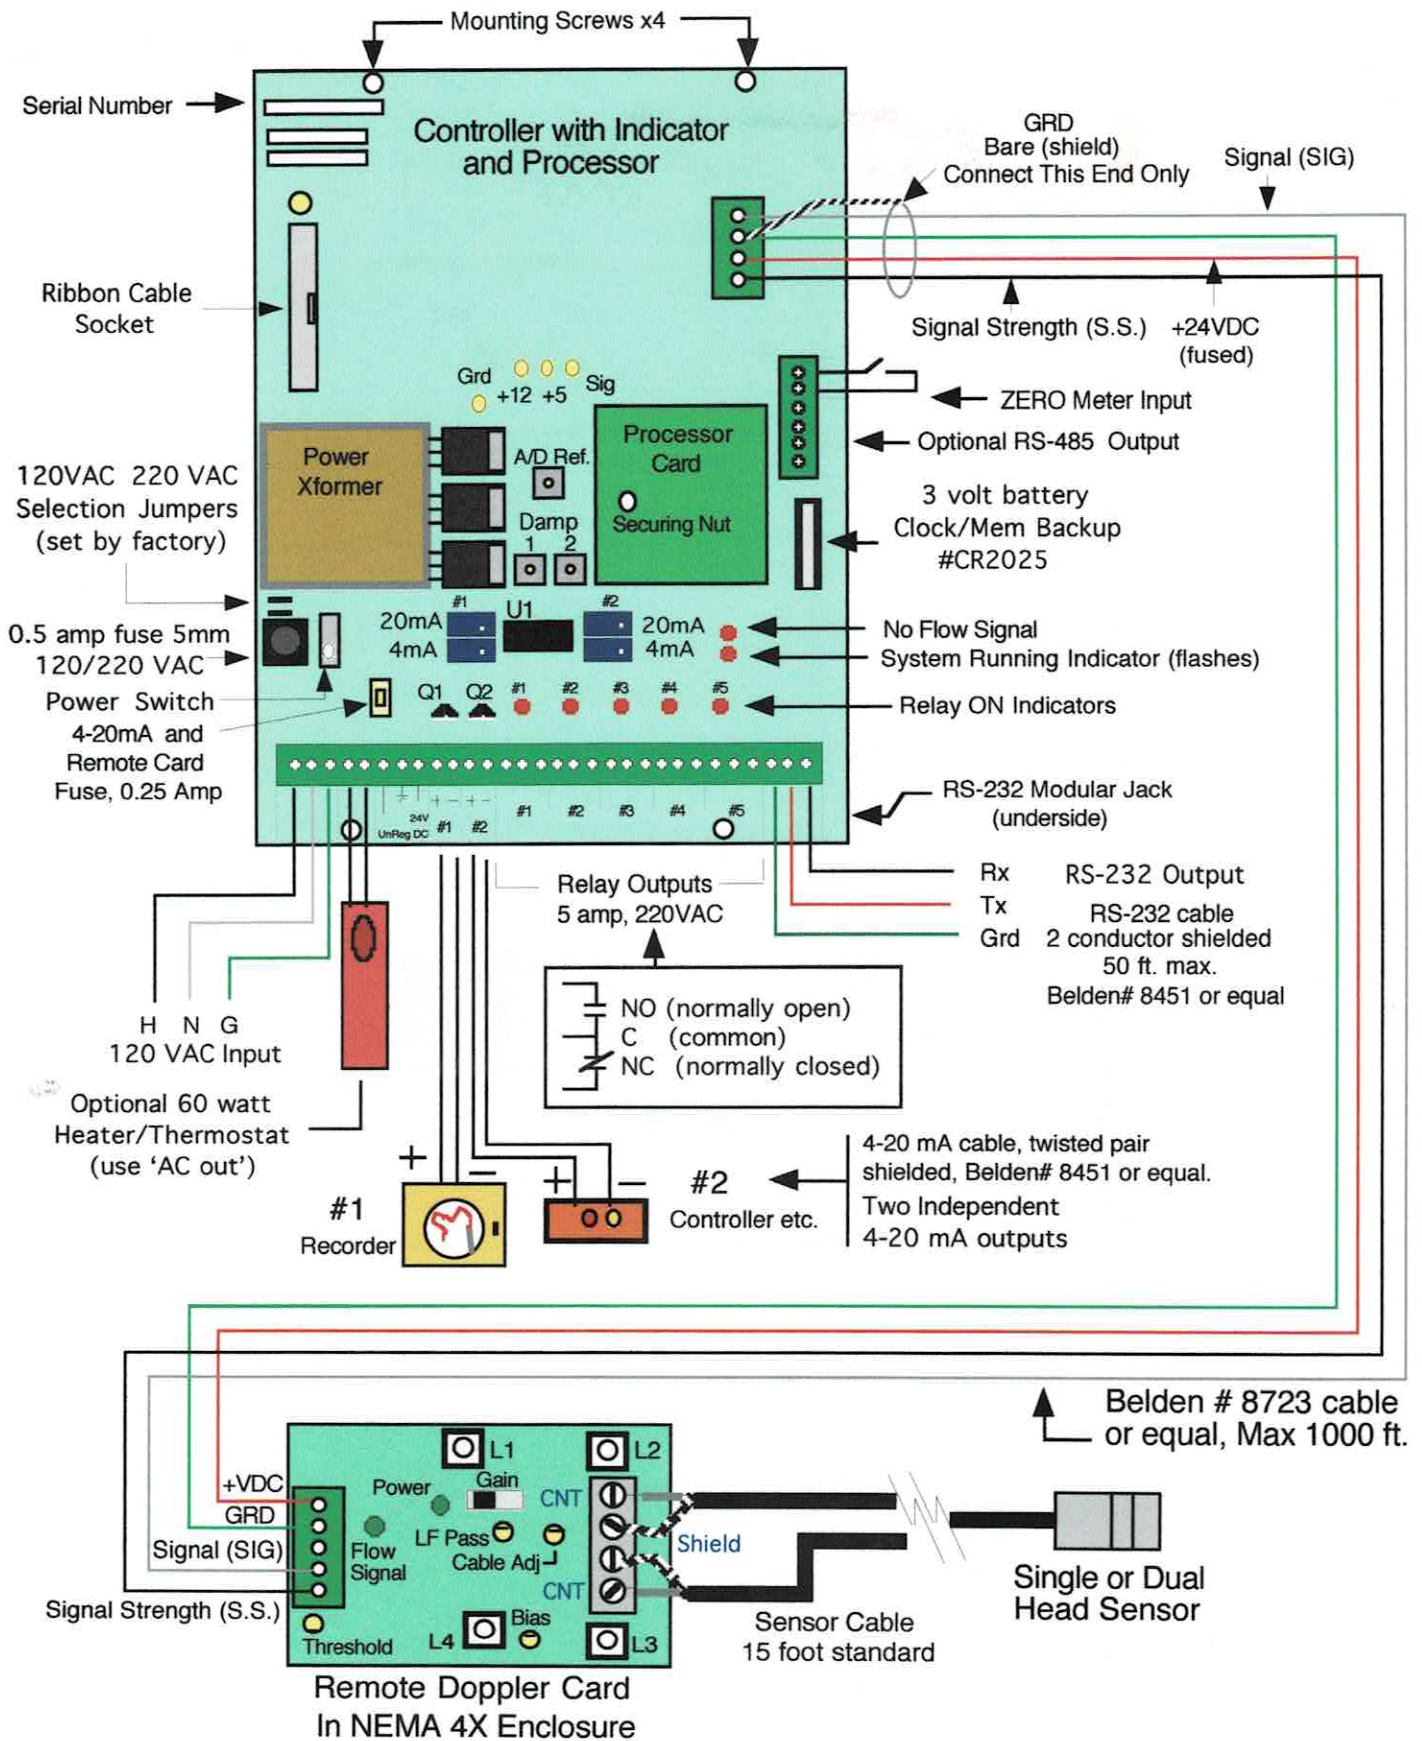 Mounting Screws x4
Serial Number
Controller with Indicator
and Processor
GRD
Bare (shield)
Connect This End Only
Signal (SIG)
Ribbon Cable
Socket
Signal Strength (S.S.)
+24VDC
(fused)
Grd
+12 +5
Sig
ZERO Meter Input
Optional RS-485 Output
Power
Xformer
A/D Ref.
Processor
Card
Securing Nut
Damp
1 2
120VAC 220 VAC
Selection Jumpers
(set by factory)
3 volt battery
Clock/Mem Backup
#CR2025
0.5 amp fuse 5mm
120/220 VAC
#1
20mA
4mA
U1
#2
20mA
4mA
No Flow Signal
System Running Indicator (flashes)
Power Switch
4-20mA and
Remote Card
Fuse, 0.25 Amp
Q1 Q2 #1 #2 #3 #4 #5
Relay ON Indicators
24V
UnReg DC
+ - + -
#1 #2 #1 #2 #3 #4 #5
RS-232 Modular Jack
(underside)
Relay Outputs
5 amp, 220VAC
Rx
Tx
Grd
RS-232 Output
RS-232 cable
2 conductor shielded
50 ft. max.
Belden# 8451 or equal
H N G
120 VAC Input
NO (normally open)
C (common)
NC (normally closed)
Optional 60 watt
Heater/Thermostat
(use ‘AC out’)
+ −
#1
Recorder
+ −
#2
Controller etc.
4-20 mA cable, twisted pair
shielded, Belden# 8451 or equal.
Two Independent
4-20 mA outputs
Belden # 8723 cable
or equal, Max 1000 ft.
+VDC
GRD
Signal (SIG)
Signal Strength (S.S.)
L1
L2
Power
Gain
CNT
Flow
Signal
LF Pass
Cable Adj
Shield
CNT
Threshold
L4
Bias
L3
Sensor Cable
15 foot standard
Single or Dual
Head Sensor
Remote Doppler Card
In NEMA 4X Enclosure